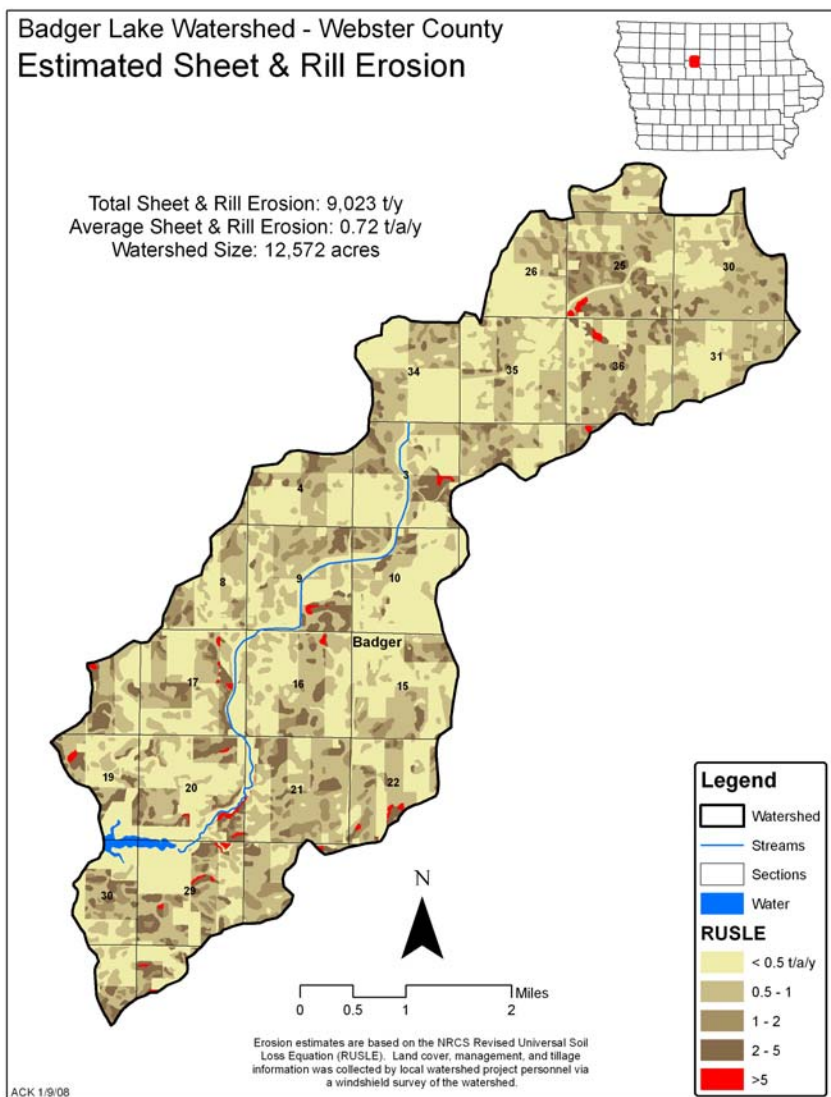 Badger Lake Watershed - Webster County
Estimated Sheet & Rill Erosion
Total Sheet & Rill Erosion: 9,023 t/y
Average Sheet & Rill Erosion: 0.72 t/a/y
Watershed Size: 12,572 acres
26
25
30
34
35
36
31
4
3
8
9
10
Badger
17
16
15
19
20
21
22
30
29
N
Miles
0 0.5 1 2
Erosion estimates are based on the NRCS Revised Universal Soil
Loss Equation (RUSLE). Land cover, management, and tillage
information was collected by local watershed project personnel via
a windshield survey of the watershed.
Legend
Watershed
Streams
Sections
Water
RUSLE
< 0.5 t/a/y
0.5 - 1
1 - 2
2 - 5
>5
ACK 1/9/08